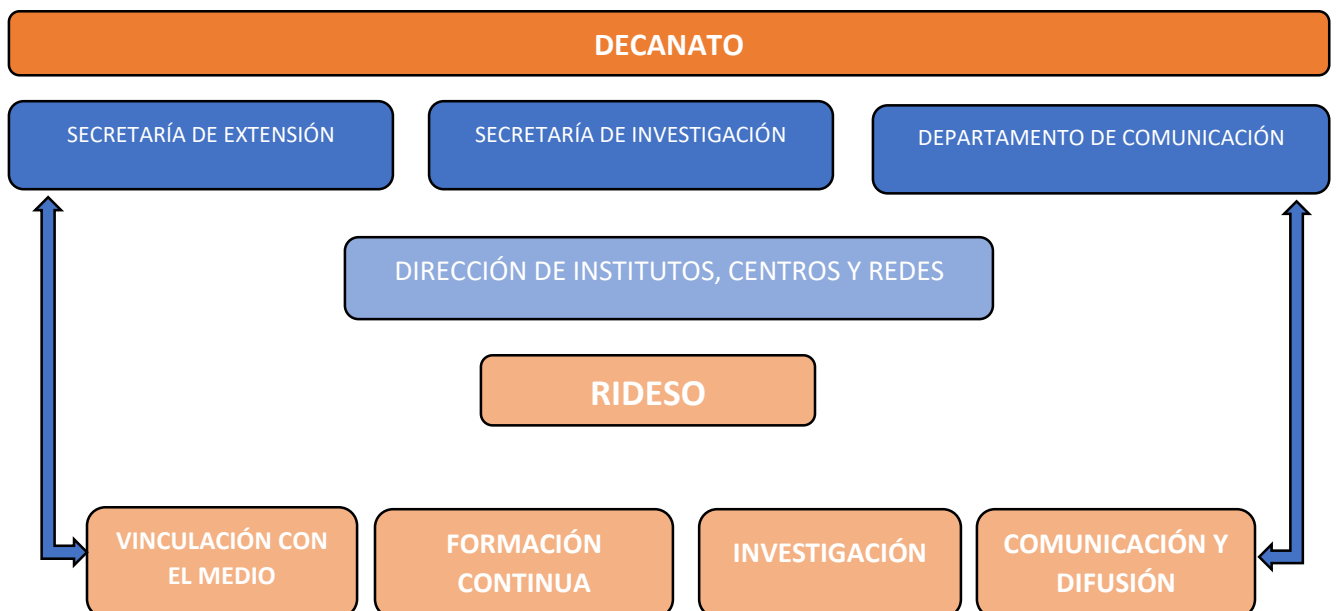 DECANATO
SECRETARÍA DE EXTENSIÓN
SECRETARÍA DE INVESTIGACIÓN
DEPARTAMENTO DE COMUNICACIÓN
DIRECCIÓN DE INSTITUTOS, CENTROS Y REDES
RIDESO
VINCULACIÓN CON
EL MEDIO
FORMACIÓN
CONTINUA
INVESTIGACIÓN
COMUNICACIÓN Y
DIFUSIÓN